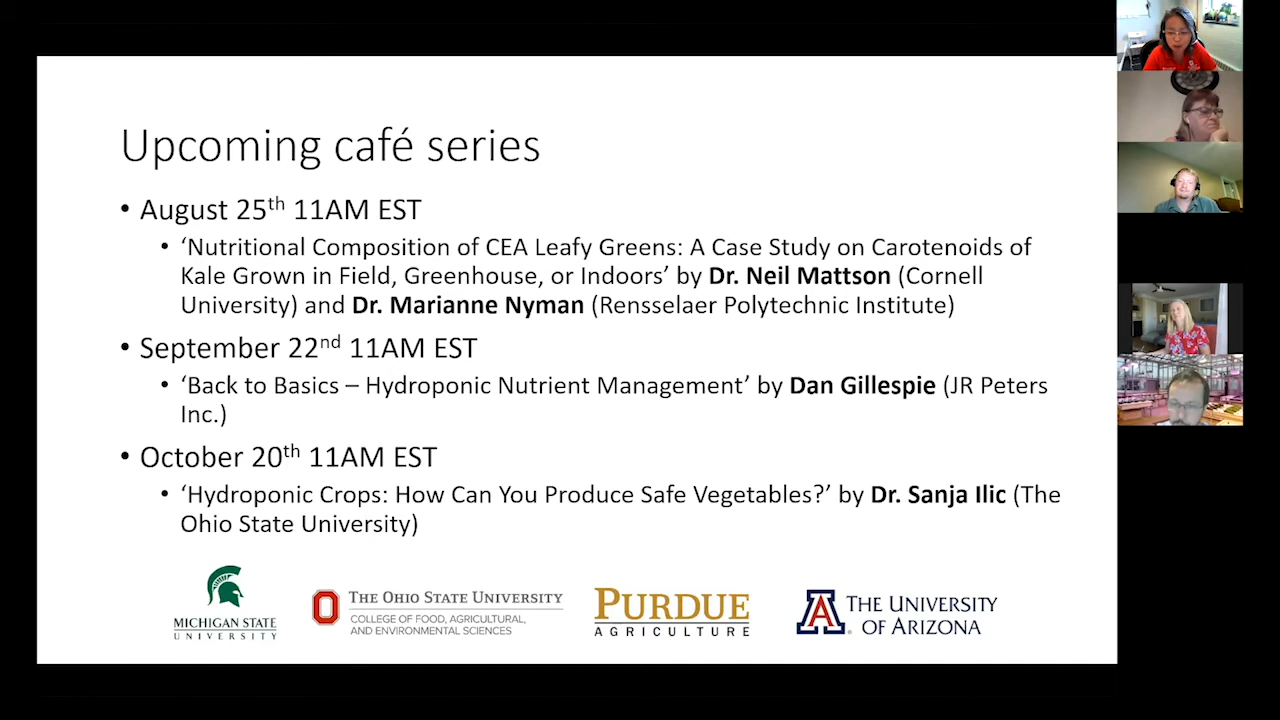 Upcoming café series
• August 25th 11AM EST
• ‘Nutritional Composition of CEA Leafy Greens: A Case Study on Carotenoids of
Kale Grown in Field, Greenhouse, or Indoors’ by Dr. Neil Mattson (Cornell
University) and Dr. Marianne Nyman (Rensselaer Polytechnic Institute)
• September 22nd 11AM EST
• ‘Back to Basics – Hydroponic Nutrient Management’ by Dan Gillespie (JR Peters
Inc.)
• October 20th 11AM EST
• ‘Hydroponic Crops: How Can You Produce Safe Vegetables?’ by Dr. Sanja Ilic (The
Ohio State University)
MICHIGAN STATE
UNIVERSITY
THE OHIO STATE UNIVERSITY
COLLEGE OF FOOD, AGRICULTURAL,
AND ENVIRONMENTAL SCIENCES
PURDUE
AGRICULTURE
A
THE UNIVERSITY
OF ARIZONA